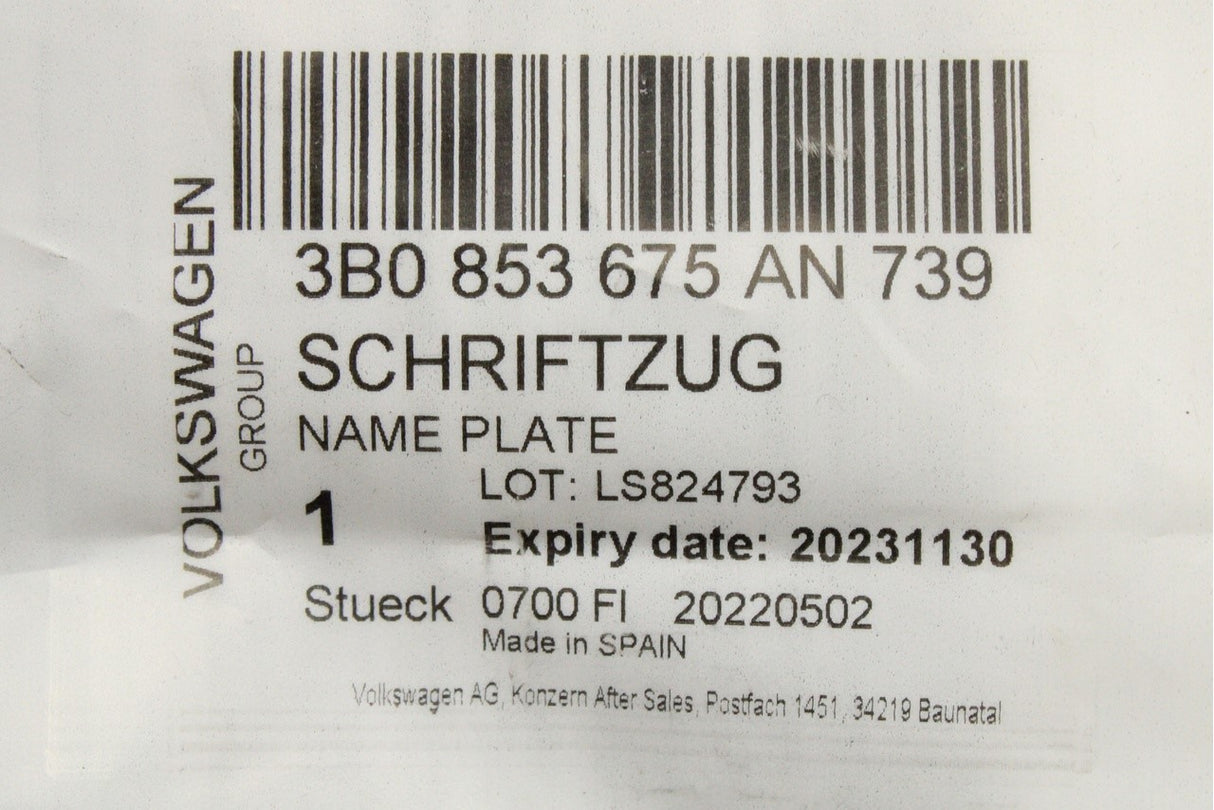 VOLKSWAGEN
GROUP
3B0 853 675 AN 739
SCHRIFTZUG
NAME PLATE
LOT: LS824793
1
Expiry date: 20231130
Stueck 0700 FI 20220502
Made in SPAIN
Volkswagen AG, Konzern After Sales, Postfach 1451, 34219 Baunatal